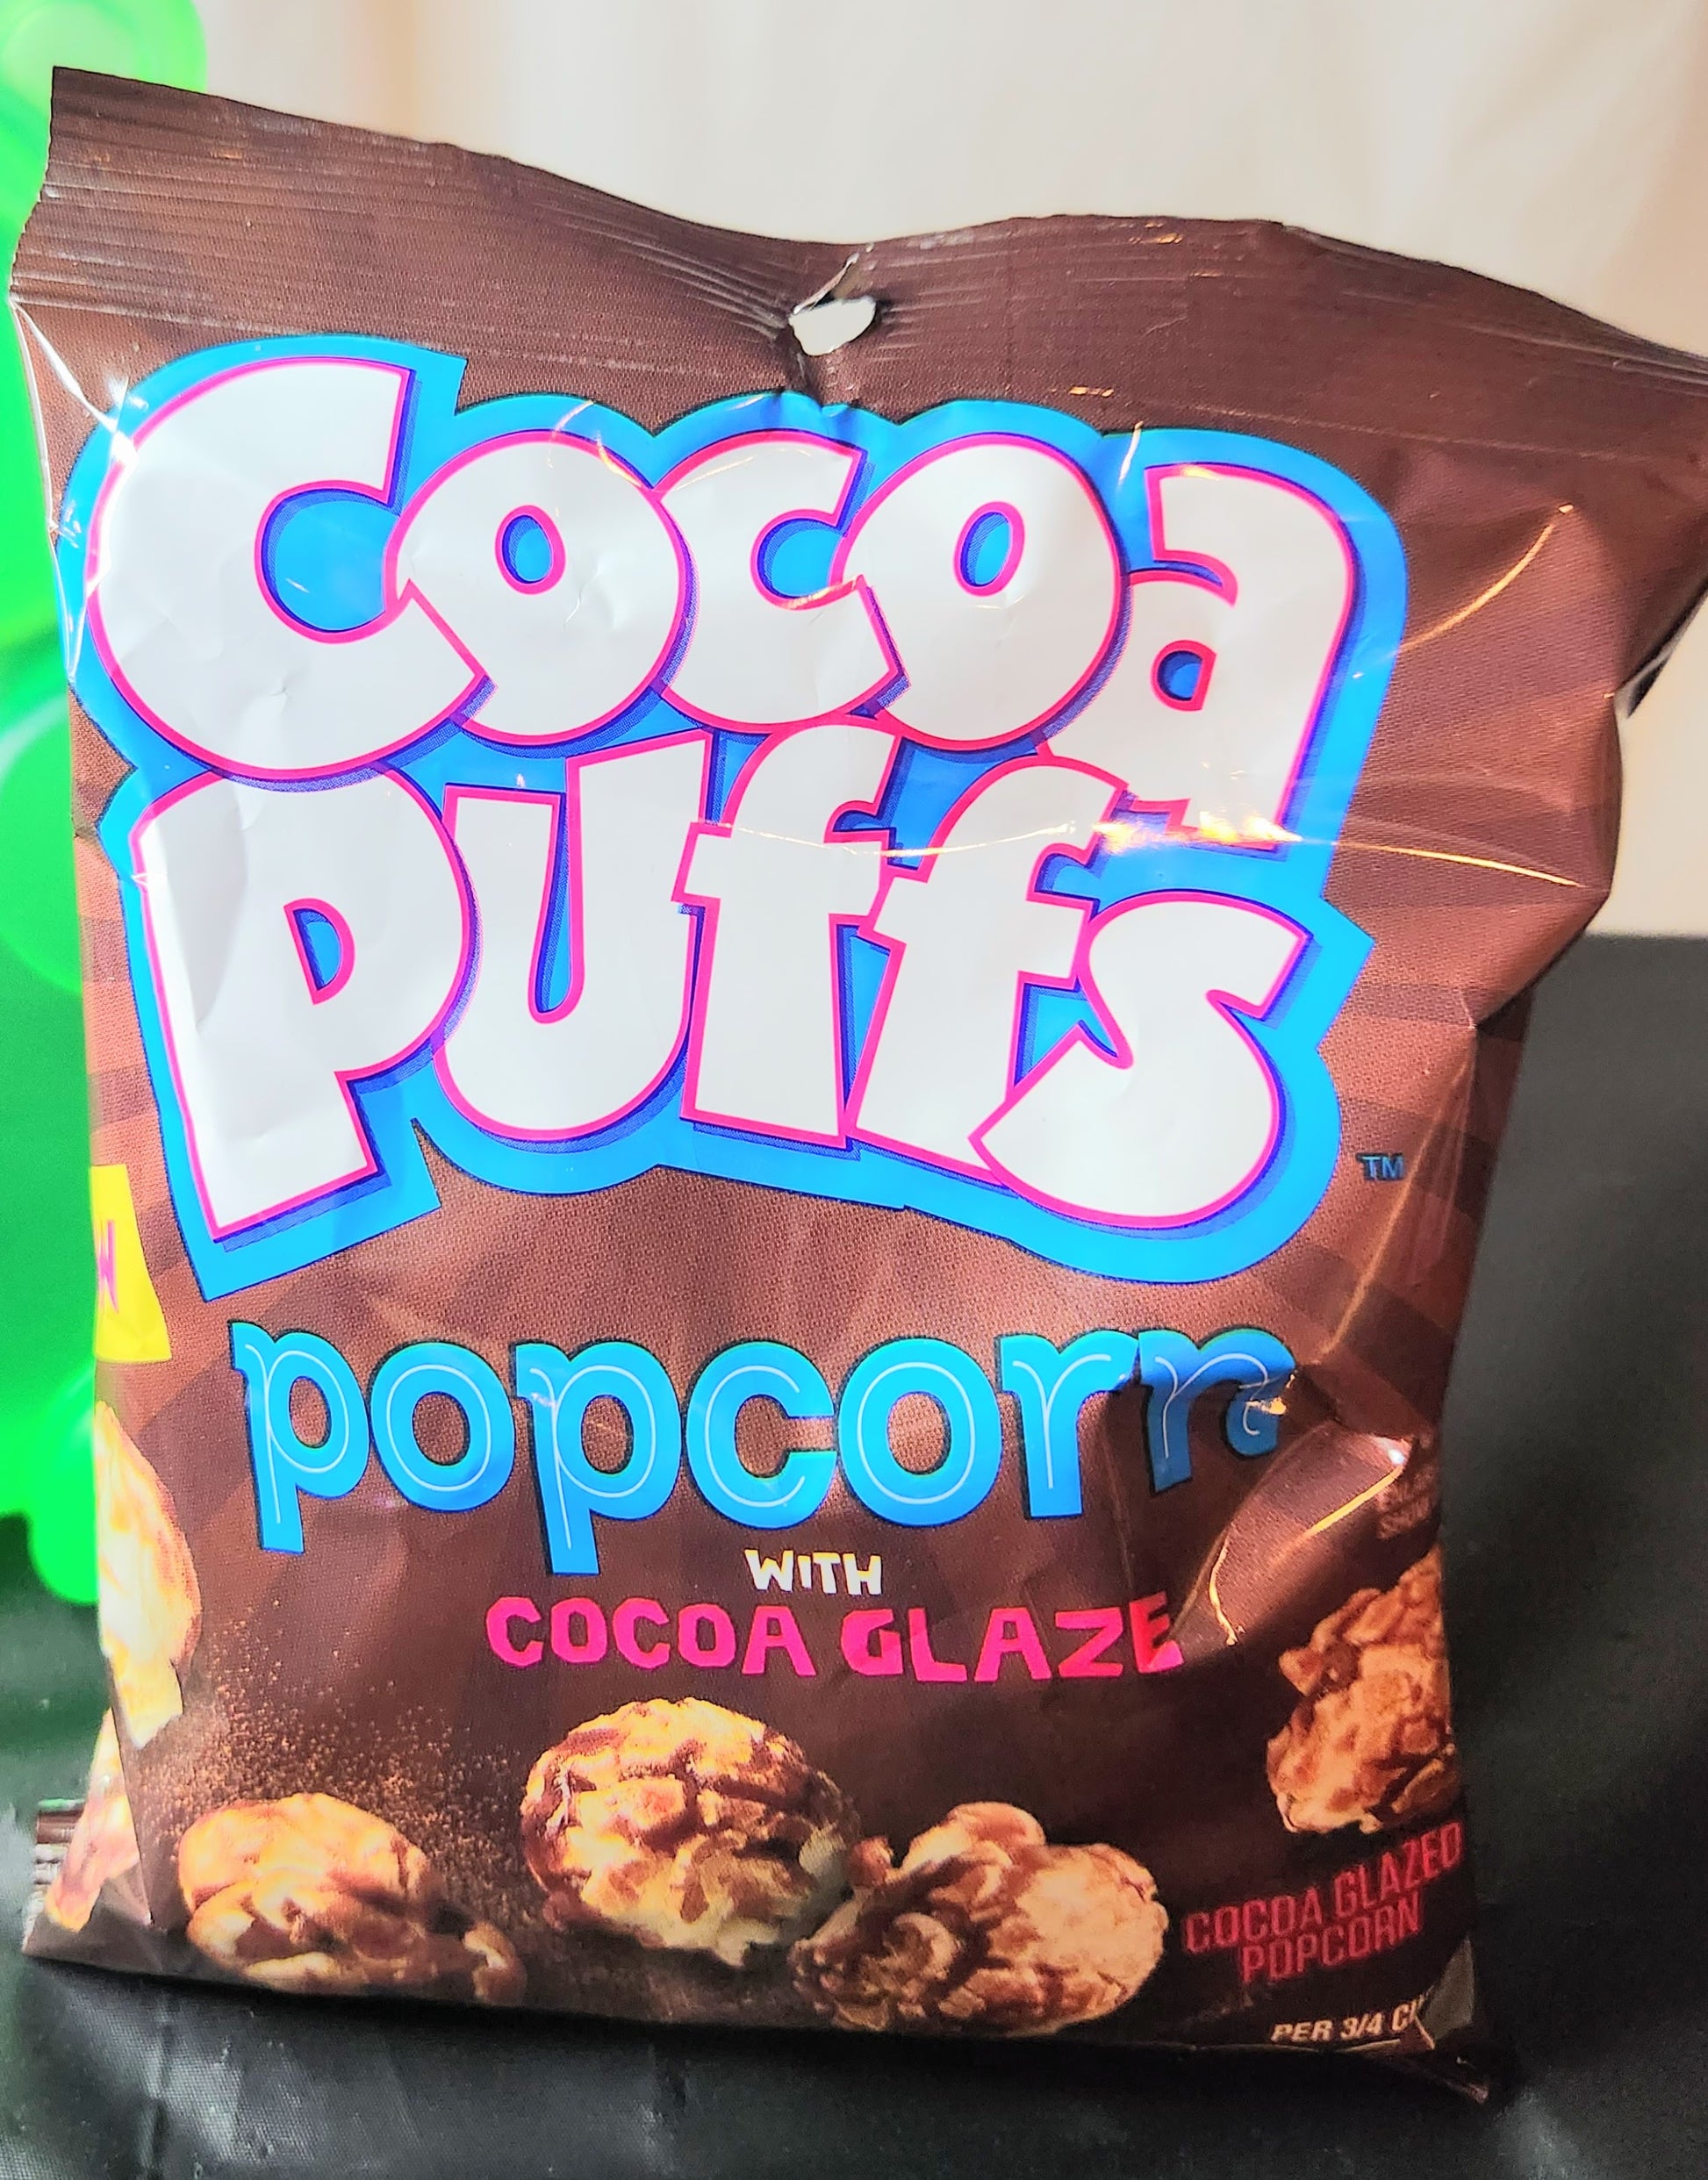 Cocoa
Puffs
TM
popcorn
WITH
COCOA GLAZE
COCOA GLAZED
POPCORN
PER 3/4